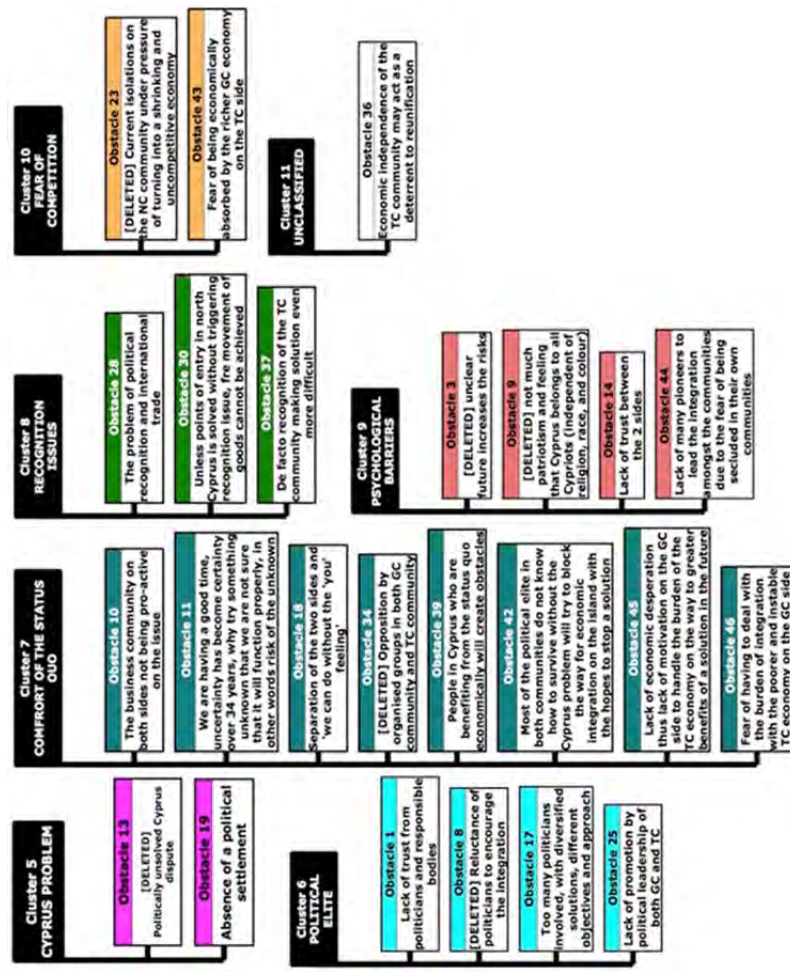 Cluster 5
CYPRUS PROBLEM
Obstacle 13
[DELETED]
Politically unsolved Cyprus
dispute
Obstacle 19
Absence of a political
settlement
Cluster 6
POLITICAL
ELITE
Obstacle 1
Lack of trust from
politicians and responsible
bodies
Obstacle 8
[DELETED] Reluctance of
politicians to encourage
the integration
Obstacle 17
Too many politicians
involved, with diversified
solutions, different
objectives and approach
Obstacle 25
Lack of promotion by
political leadership of
both GC and TC
Cluster 7
COMFRORT OF THE STATUS
QUO
Obstacle 10
The business community on
both sides not being pro-active
on the issue
Obstacle 11
We are having a good time,
uncertainty has become certainty
over 34 years, why try something
unknown that we are not sure
that it will function properly, in
other words risk of the unknown
Obstacle 18
Separation of the two sides and
'we can do without the 'you'
feeling'
Obstacle 34
[DELETED] Opposition by
organised groups in both GC
community and TC community
Obstacle 39
People in Cyprus who are
benefiting from the status quo
economically will create obstacles
Obstacle 42
Most of the political elite in
both communities do not know
how to survive without the
Cyprus problem will try to block
the way for economic
integration on the island with
the hopes to stop a solution
Obstacle 45
Lack of economic desperation
thus lack of motivation on the GC
side to handle the burden of the
TC economy on the way to greater
benefits of a solution in the future
Obstacle 46
Fear of having to deal with
the burden of integration
with the poorer and instable
TC economy on the GC side
Cluster 8
RECOGNITION
ISSUES
Obstacle 28
The problem of political
recognition and international
trade
Obstacle 30
Unless points of entry in north
Cyprus is solved without triggering
recognition issue, fre movement of
goods cannot be achieved
Obstacle 37
De facto recognition of the TC
community making solution even
more difficult
Cluster 9
PSYCHOLOGICAL
BARRIERS
Obstacle 3
[DELETED] unclear
future increases the risks
Obstacle 9
[DELETED] not much
patriotism and feeling
that Cyprus belongs to all
Cypriots (independent of
religion, race, and colour)
Obstacle 14
Lack of trust between
the 2 sides
Obstacle 44
Lack of many pioneers to
lead the integration
amongst the communities
due to the fear of being
secluded in their own
communities
Cluster 10
FEAR OF
COMPETITION
Obstacle 23
[DELETED] Current isolations on
the NC community under pressure
of turning into a shrinking and
uncompetitive economy
Obstacle 43
Fear of being economically
absorbed by the richer GC economy
on the TC side
Cluster 11
UNCLASSIFIED
Obstacle 36
Economic independence of the
TC community may act as a
deterrent to reunification